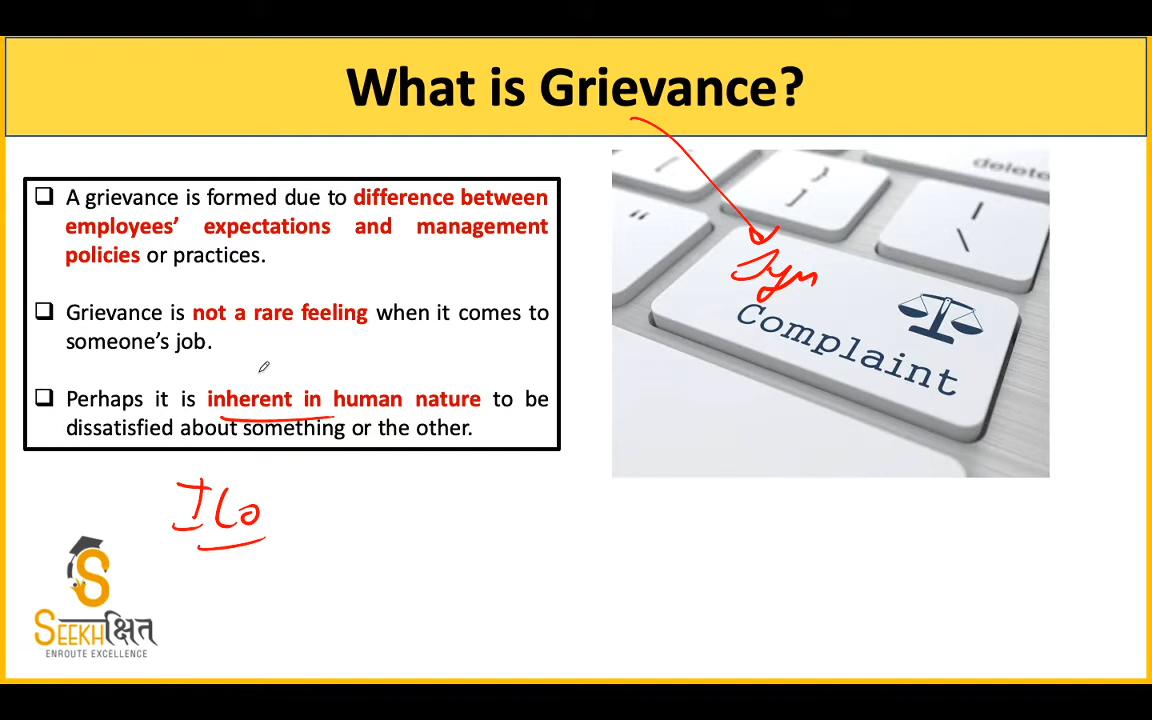 What is Grievance?
❑ A grievance is formed due to difference between
employees’ expectations and management
policies or practices.
❑ Grievance is not a rare feeling when it comes to
someone’s job.
❑ Perhaps it is inherent in human nature to be
dissatisfied about something or the other.
delete
{
[
}
]
|
\
"
Syn
Complaint
ILO
S
SEEKHक्षित
ENROUTE EXCELLENCE